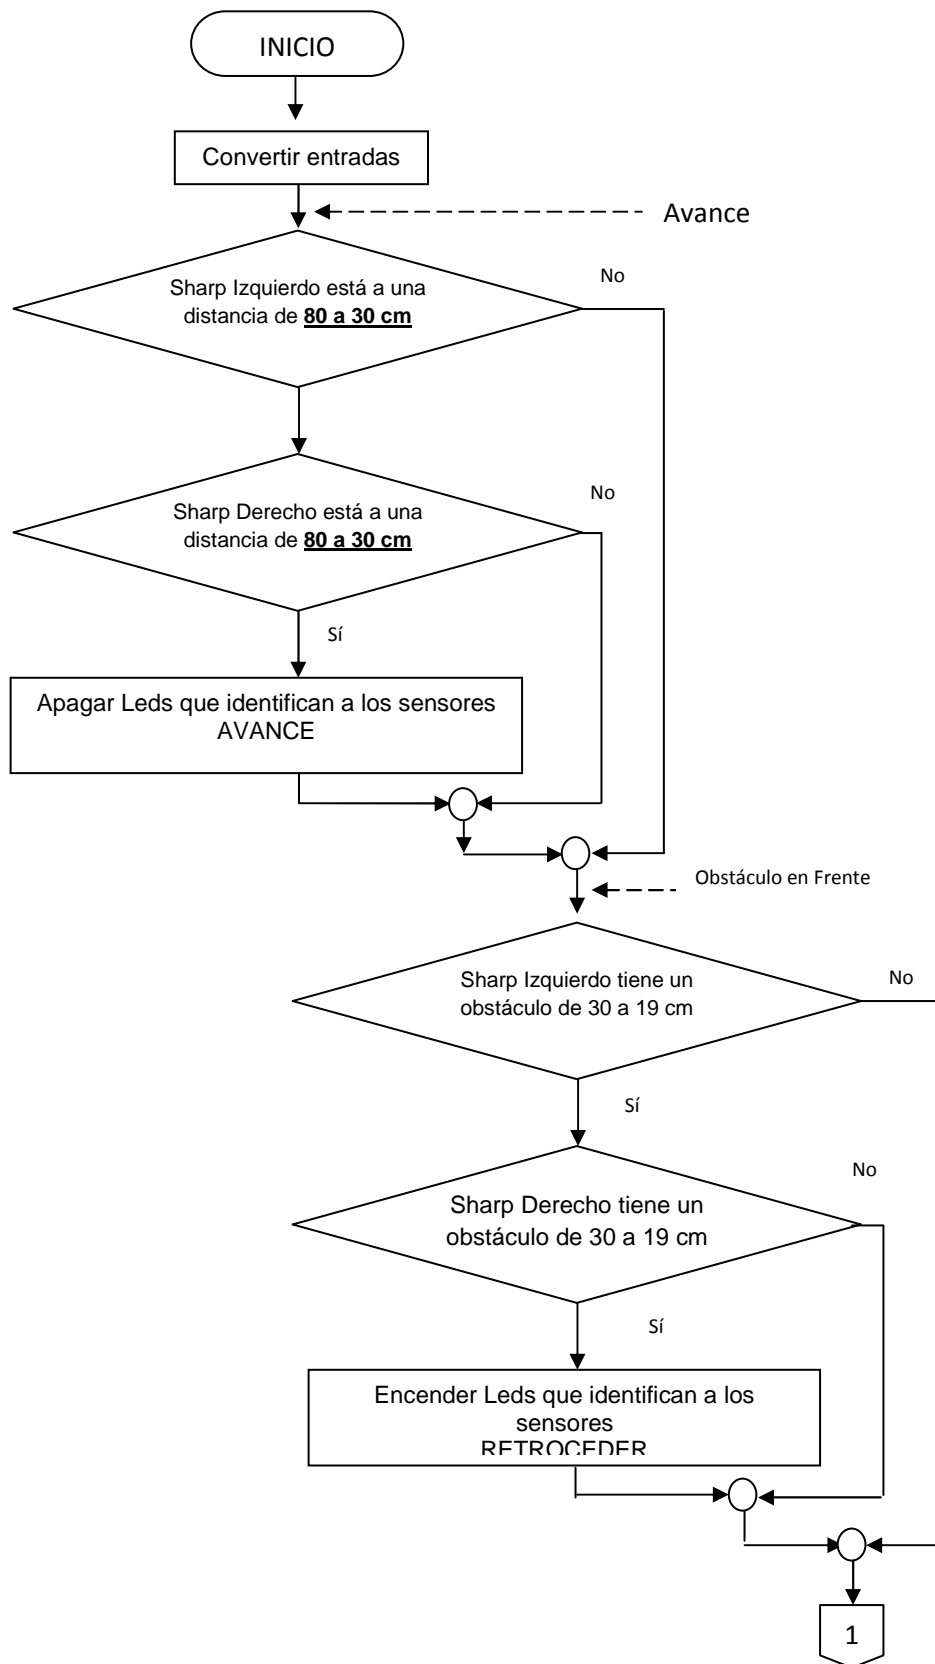 INICIO
Convertir entradas
Avance
Sharp Izquierdo está a una
distancia de 80 a 30 cm
No
Sharp Derecho está a una
distancia de 80 a 30 cm
No
Sí
Apagar Leds que identifican a los sensores
AVANCE
Obstáculo en Frente
Sharp Izquierdo tiene un
obstáculo de 30 a 19 cm
No
Sí
Sharp Derecho tiene un
obstáculo de 30 a 19 cm
No
Sí
Encender Leds que identifican a los
sensores
RETROCEDER
1